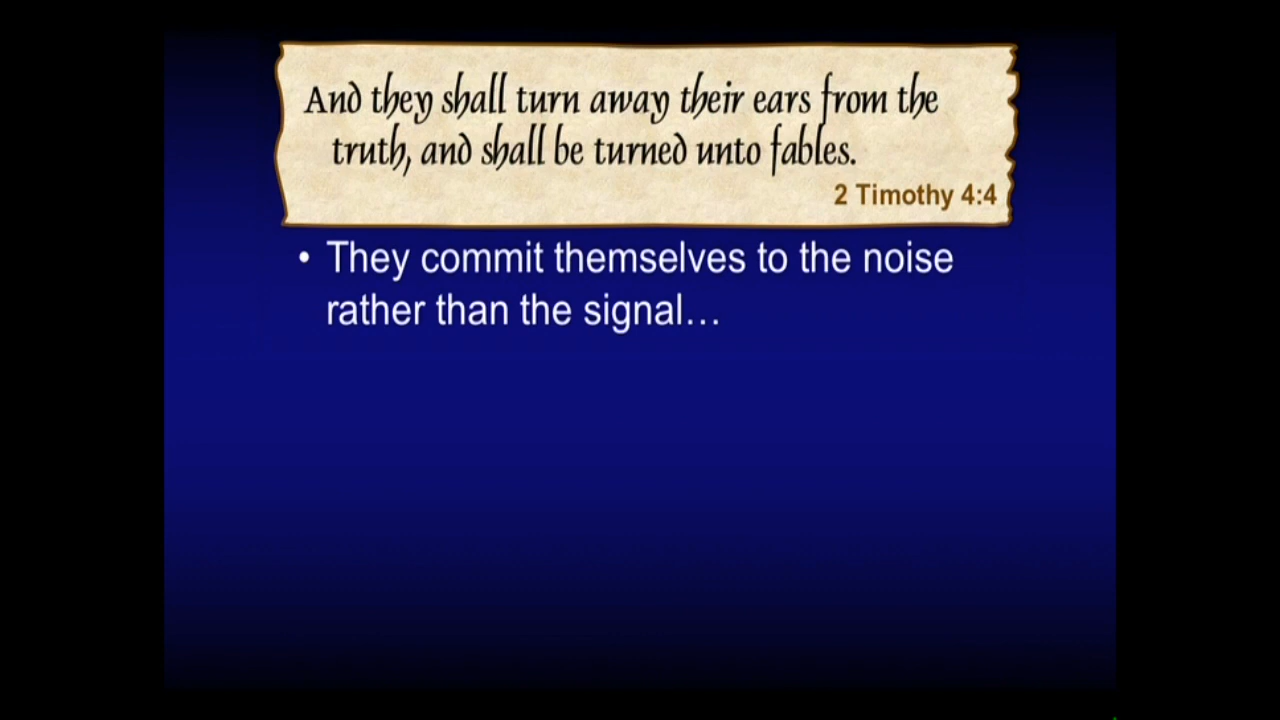 And they shall turn away their ears from the
truth, and shall be turned unto fables.
2 Timothy 4:4
• They commit themselves to the noise
rather than the signal…